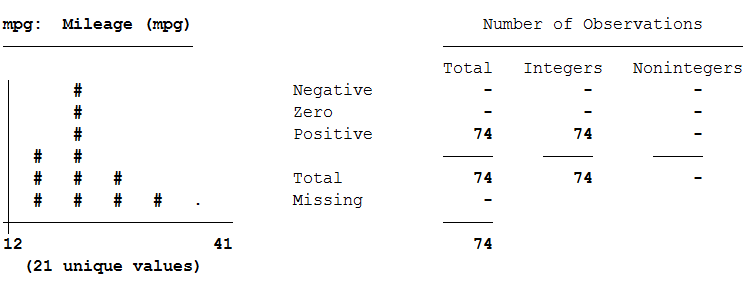 mpg:  Mileage (mpg)                          Number of Observations
                                        Total   Integers   Nonintegers
       #                  Negative        -         -          -
       #                  Zero            -         -          -
       #                  Positive       74        74          -
   #   #
   #   #   #              Total          74        74          -
   #   #   #   #   .      Missing         -
12                   41                  74
  (21 unique values)